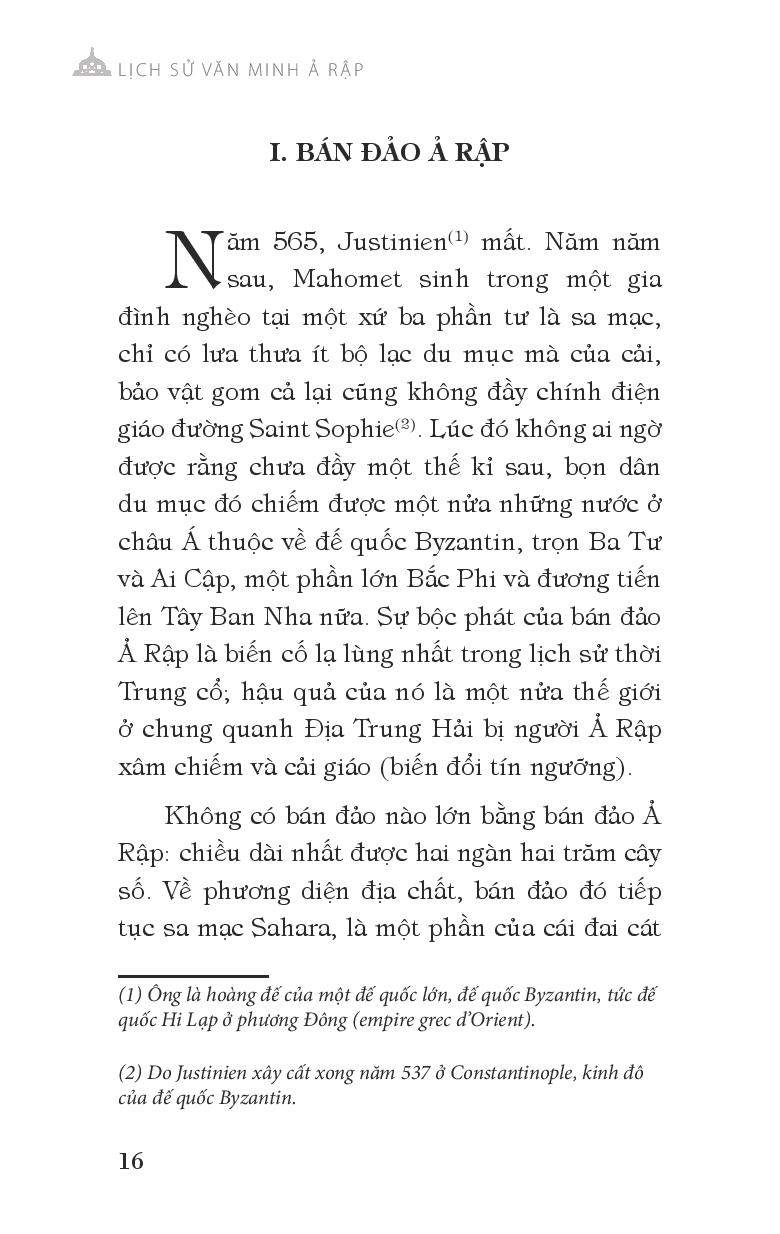 LỊCH SỬ VĂN MINH Ả RẬP
I. BÁN ĐẢO Ả RẬP
Năm 565, Justinien(1) mất. Năm năm
sau, Mahomet sinh trong một gia
đình nghèo tại một xứ ba phần tư là sa mạc,
chỉ có lưa thưa ít bộ lạc du mục mà của cải,
bảo vật gom cả lại cũng không đầy chính điện
giáo đường Saint Sophie(2). Lúc đó không ai ngờ
được rằng chưa đầy một thế kỉ sau, bọn dân
du mục đó chiếm được một nửa những nước ở
châu Á thuộc về đế quốc Byzantin, trọn Ba Tư
và Ai Cập, một phần lớn Bắc Phi và đương tiến
lên Tây Ban Nha nữa. Sự bộc phát của bán đảo
Ả Rập là biến cố lạ lùng nhất trong lịch sử thời
Trung cổ; hậu quả của nó là một nửa thế giới
ở chung quanh Địa Trung Hải bị người Ả Rập
xâm chiếm và cải giáo (biến đổi tín ngưỡng).
Không có bán đảo nào lớn bằng bán đảo Ả
Rập: chiều dài nhất được hai ngàn hai trăm cây
số. Về phương diện địa chất, bán đảo đó tiếp
tục sa mạc Sahara, là một phần của cái đai cát
(1) Ông là hoàng đế của một đế quốc lớn, đế quốc Byzantin, tức đế
quốc Hi Lạp ở phương Đông (empire grec d'Orient).
(2) Do Justinien xây cất xong năm 537 ở Constantinople, kinh đô
của đế quốc Byzantin.
16